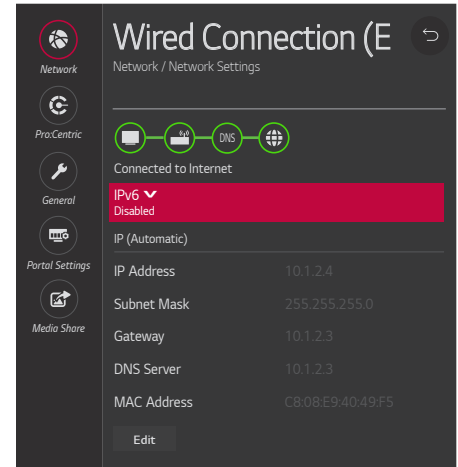 Wired Connection (E
Network / Network Settings
Network
Pro:Centric
General
Portal Settings
Media Share
DNS
Connected to Internet
IPv6
Disabled
IP (Automatic)
IP Address 10.1.2.4
Subnet Mask 255.255.255.0
Gateway 10.1.2.3
DNS Server 10.1.2.3
MAC Address C8:08:E9:40:49:F5
Edit